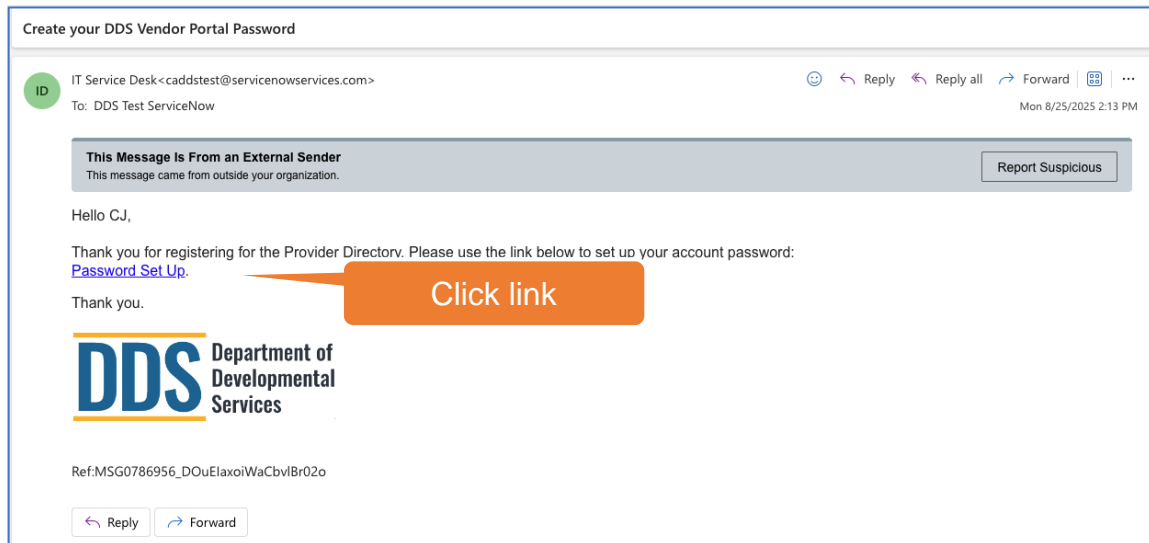 Create your DDS Vendor Portal Password
ID
IT Service Desk<caddstest@servicenowservices.com>
Reply
Reply all
Forward
To: DDS Test ServiceNow
Mon 8/25/2025 2:13 PM
This Message Is From an External Sender
This message came from outside your organization.
Report Suspicious
Hello CJ,
Thank you for registering for the Provider Directory. Please use the link below to set up your account password:
Password Set Up.
Click link
Thank you.
DDS Department of
Developmental
Services
Ref:MSG0786956_DOuElaxoiWaCbvlBr02o
Reply
Forward